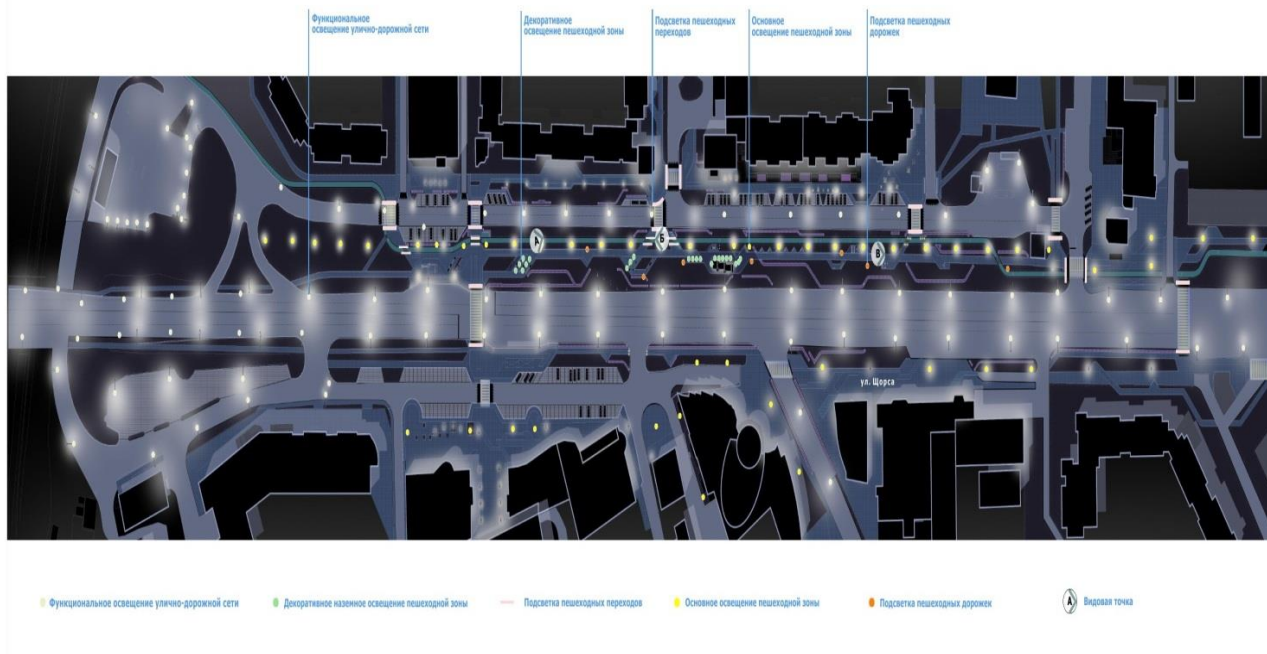 Функциональное
освещение улично-дорожной сети
Декоративное
освещение пешеходной зоны
Подсветка пешеходных
переходов
Основное
освещение пешеходной зоны
Подсветка пешеходных
дорожек
А
Б
В
ул. Щорса
Функциональное освещение улично-дорожной сети
Декоративное наземное освещение пешеходной зоны
Подсветка пешеходных переходов
Основное освещение пешеходной зоны
Подсветка пешеходных дорожек
А
Видовая точка